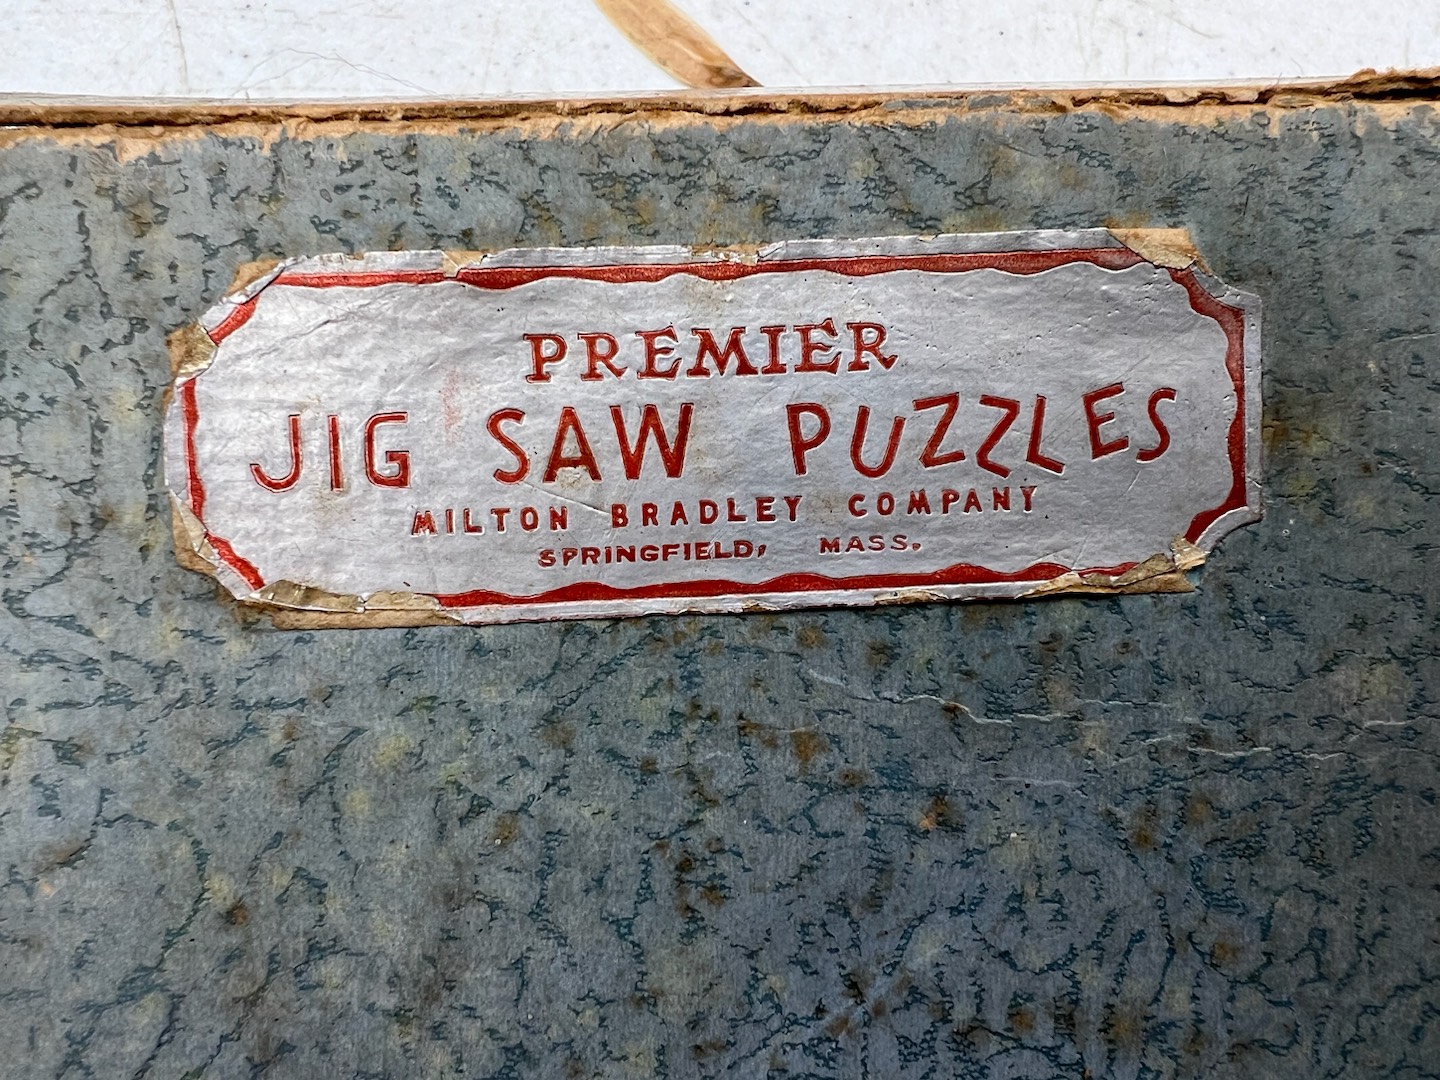 PREMIER
JIG SAW PUZZLES
MILTON BRADLEY COMPANY
SPRINGFIELD, MASS.